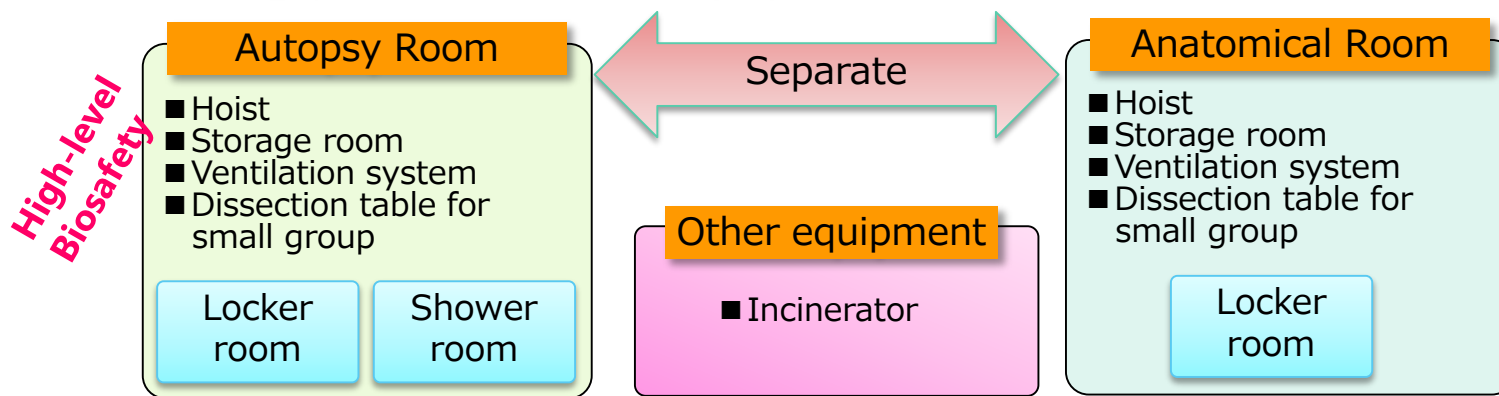 High-level
Biosafety
Autopsy Room
■ Hoist
■ Storage room
■ Ventilation system
■ Dissection table for
small group
Locker
room
Shower
room
Separate
Other equipment
■ Incinerator
Anatomical Room
■ Hoist
■ Storage room
■ Ventilation system
■ Dissection table for
small group
Locker
room